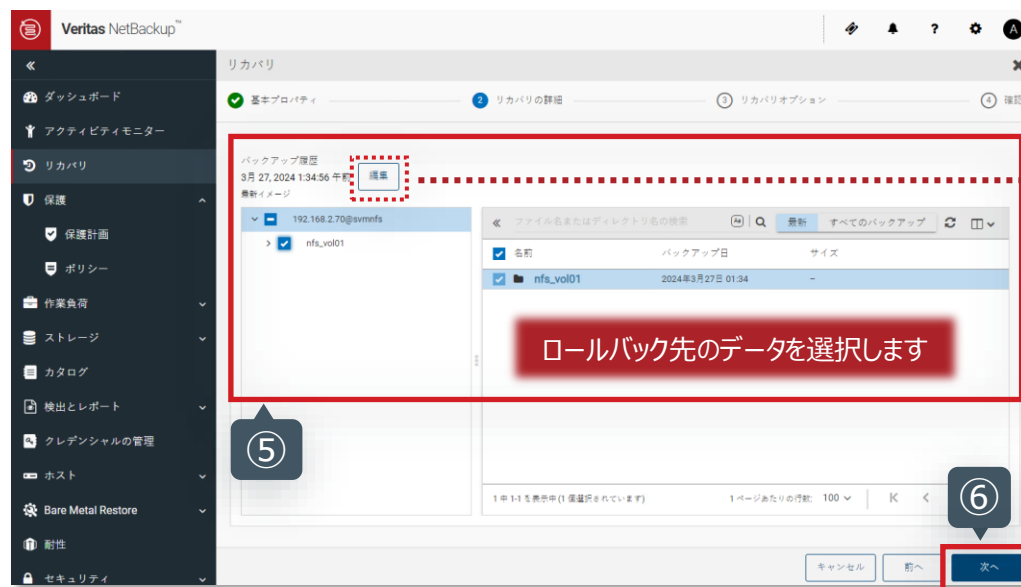 Veritas NetBackup™
?
A
«
リカバリ
ダッシュボード
基本プロパティ
2 リカバリの詳細
3 リカバリオプション
4 確認
アクティビティモニター
リカバリ
保護
保護計画
ポリシー
作業負荷
ストレージ
カタログ
検出とレポート
クレデンシャルの管理
ホスト
Bare Metal Restore
耐性
セキュリティ
バックアップ履歴
3月 27, 2024 1:34:56 午前
編集
最新イメージ
192.168.2.70@svmnfs
nfs_vol01
« ファイル名またはディレクトリ名の検索
最新 すべてのバックアップ
名前 バックアップ日 サイズ
nfs_vol01 2024年3月27日 01:34 –
ロールバック先のデータを選択します
⑤
1 中 1-1 を表示中(1 個選択されています) 1 ページあたりの行数: 100
⑥
キャンセル 前へ 次へ